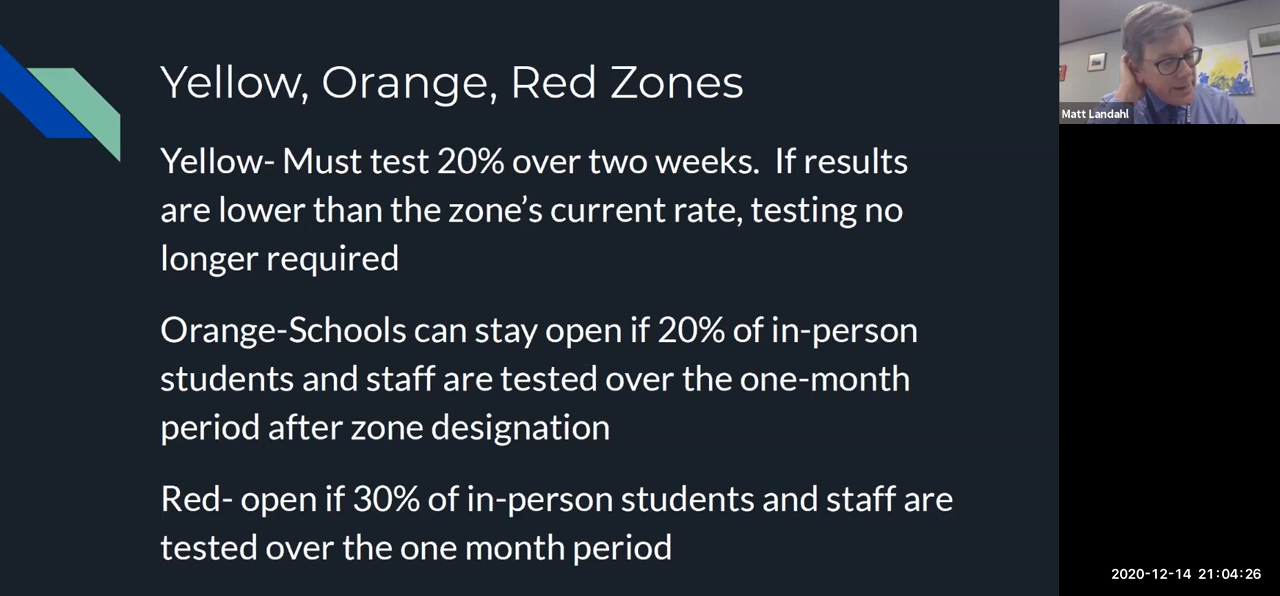 Yellow, Orange, Red Zones
Yellow- Must test 20% over two weeks.  If results
are lower than the zone’s current rate, testing no
longer required
Orange-Schools can stay open if 20% of in-person
students and staff are tested over the one-month
period after zone designation
Red- open if 30% of in-person students and staff are
tested over the one month period
Matt Landahl
2020-12-14 21:04:26